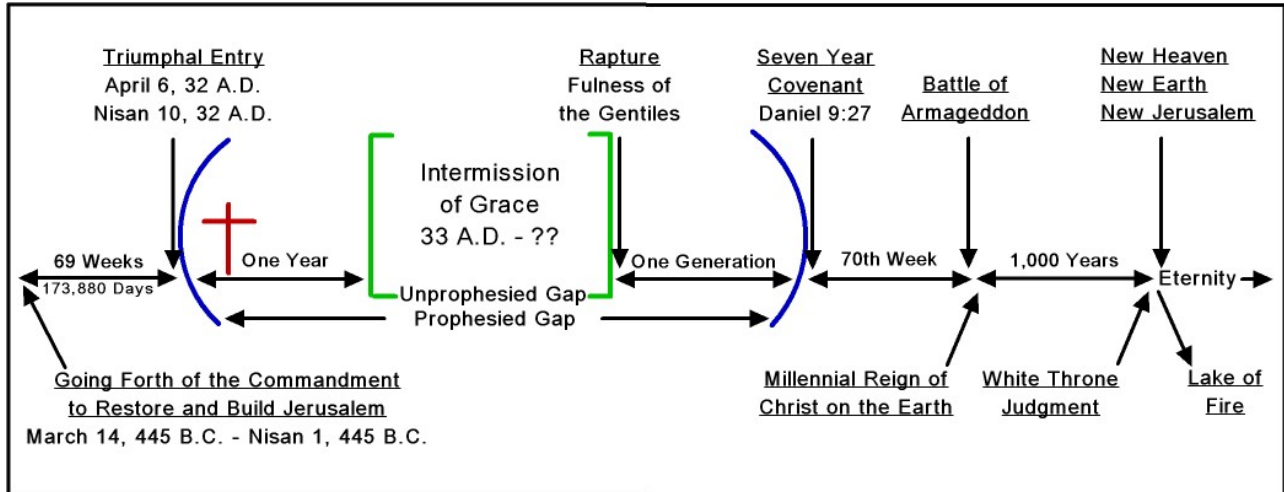 Triumphal Entry
April 6, 32 A.D.
Nisan 10, 32 A.D.
Rapture
Fulness of
the Gentiles
Seven Year
Covenant
Daniel 9:27
Battle of
Armageddon
New Heaven
New Earth
New Jerusalem
Intermission
of Grace
33 A.D. - ??
69 Weeks
173,880 Days
One Year
One Generation
70th Week
1,000 Years
Eternity
Unprophesied Gap
Prophesied Gap
Going Forth of the Commandment
to Restore and Build Jerusalem
March 14, 445 B.C. - Nisan 1, 445 B.C.
Millennial Reign of
Christ on the Earth
White Throne
Judgment
Lake of
Fire